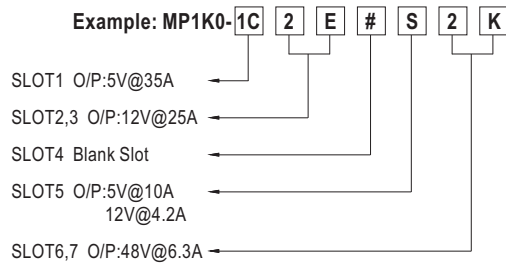 Example: MP1K0- 1C 2 E # S 2 K
SLOT1 O/P:5V@35A
SLOT2,3 O/P:12V@25A
SLOT4 Blank Slot
SLOT5 O/P:5V@10A
12V@4.2A
SLOT6,7 O/P:48V@6.3A